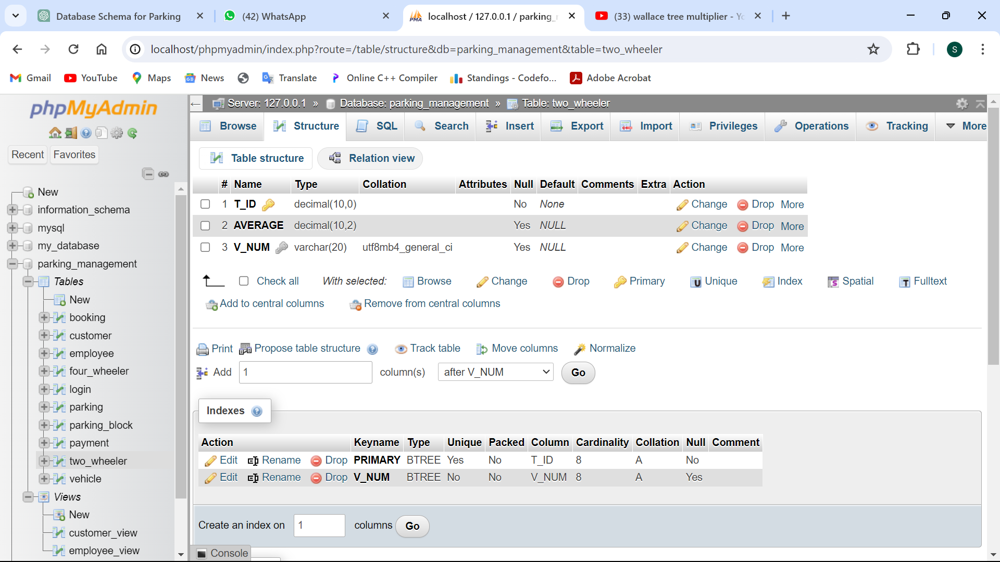 Database Schema for Parking
(42) WhatsApp
localhost / 127.0.0.1 / parking_
(33) wallace tree multiplier -
localhost/phpmyadmin/index.php?route=/table/structure&db=parking_management&table=two_wheeler
S
Gmail YouTube Maps News Translate Online C++ Compiler Standings - Codefo... Adobe Acrobat
phpMyAdmin
Recent Favorites
New
information_schema
mysql
my_database
parking_management
Tables
New
booking
customer
employee
four_wheeler
login
parking
parking_block
payment
two_wheeler
vehicle
Views
New
customer_view
employee_view
Server: 127.0.0.1 » Database: parking_management » Table: two_wheeler
Browse Structure SQL Search Insert Export Import Privileges Operations Tracking More
Table structure Relation view
# Name Type Collation Attributes Null Default Comments Extra Action
1 T_ID decimal(10,0) No None Change Drop More
2 AVERAGE decimal(10,2) Yes NULL Change Drop More
3 V_NUM varchar(20) utf8mb4_general_ci Yes NULL Change Drop More
Check all With selected: Browse Change Drop Primary Unique Index Spatial Fulltext
Add to central columns Remove from central columns
Print Propose table structure Track table Move columns Normalize
Add 1 column(s) after V_NUM Go
Indexes
Action Keyname Type Unique Packed Column Cardinality Collation Null Comment
Edit Rename Drop PRIMARY BTREE Yes No T_ID 8 A No
Edit Rename Drop V_NUM BTREE No No V_NUM 8 A Yes
Create an index on 1 columns Go
Console